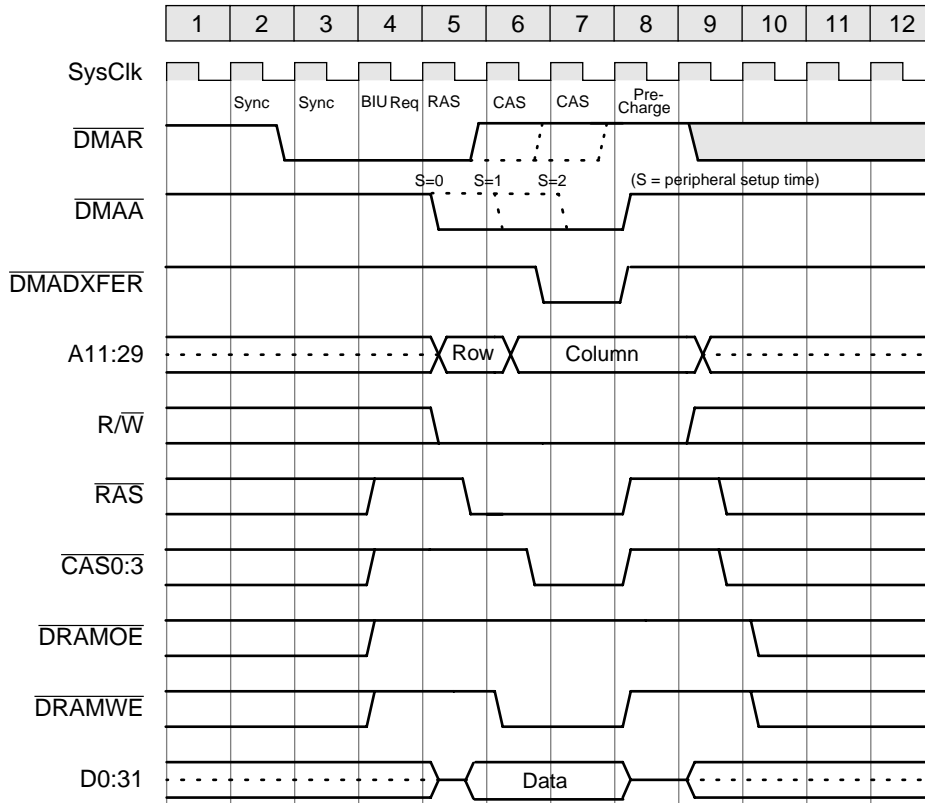 1 2 3 4 5 6 7 8 9 10 11 12
SysClk
Sync Sync BIU Req RAS CAS CAS Pre-
Charge
DMAR
S=0 S=1 S=2 (S = peripheral setup time)
DMAA
DMADXFER
A11:29 Row Column
R/W
RAS
CAS0:3
DRAMOE
DRAMWE
D0:31 Data